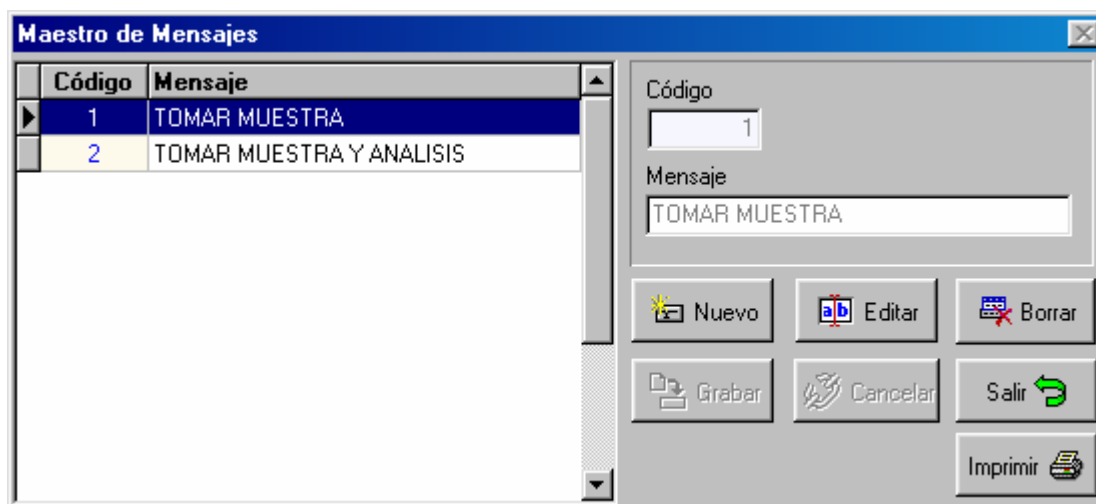 Maestro de Mensajes
Código Mensaje
1 TOMAR MUESTRA
2 TOMAR MUESTRA Y ANALISIS
Código
1
Mensaje
TOMAR MUESTRA
Nuevo Editar Borrar
Grabar Cancelar Salir
Imprimir